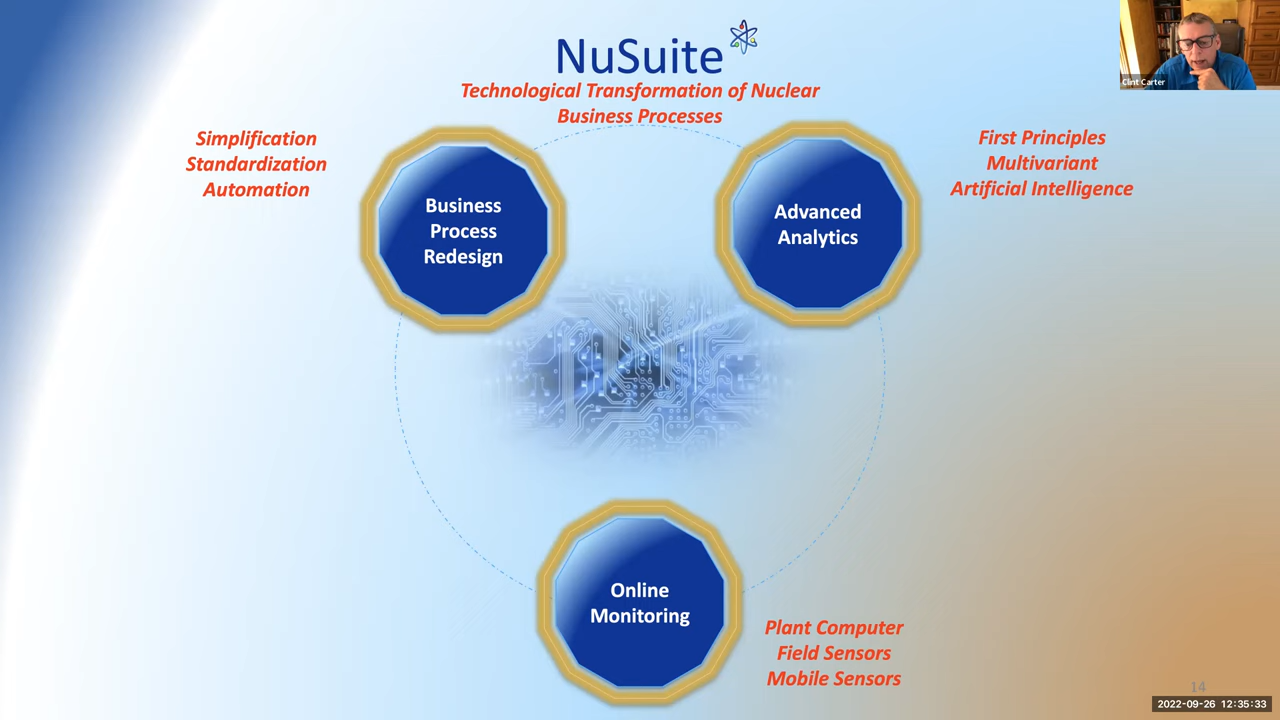 NuSuite
Technological Transformation of Nuclear
Business Processes
Clint Carter
Simplification
Standardization
Automation
First Principles
Multivariant
Artificial Intelligence
Business
Process
Redesign
Advanced
Analytics
Online
Monitoring
Plant Computer
Field Sensors
Mobile Sensors
14
2022-09-26 12:35:33